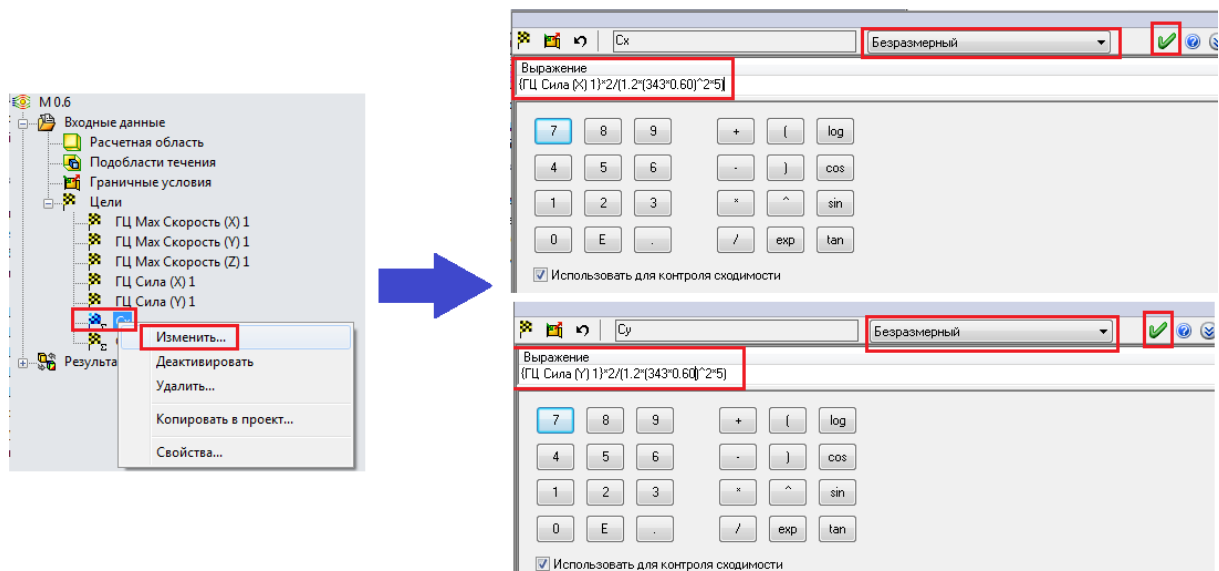 М 0.6
Входные данные
Расчетная область
Подобласти течения
Граничные условия
Цели
ГЦ Max Скорость (X) 1
ГЦ Max Скорость (Y) 1
ГЦ Max Скорость (Z) 1
ГЦ Сила (X) 1
ГЦ Сила (Y) 1
Результа
Изменить...
Деактивировать
Удалить...
Копировать в проект...
Свойства...
Cx
Безразмерный
Выражение
{ГЦ Сила (X) 1}*2/(1.2*(343*0.60)^2*5)
7 8 9 + ( log
4 5 6 - ) cos
1 2 3 * ^ sin
0 E . / exp tan
Использовать для контроля сходимости
Cy
Безразмерный
Выражение
{ГЦ Сила (Y) 1}*2/(1.2*(343*0.60)^2*5)
7 8 9 + ( log
4 5 6 - ) cos
1 2 3 * ^ sin
0 E . / exp tan
Использовать для контроля сходимости